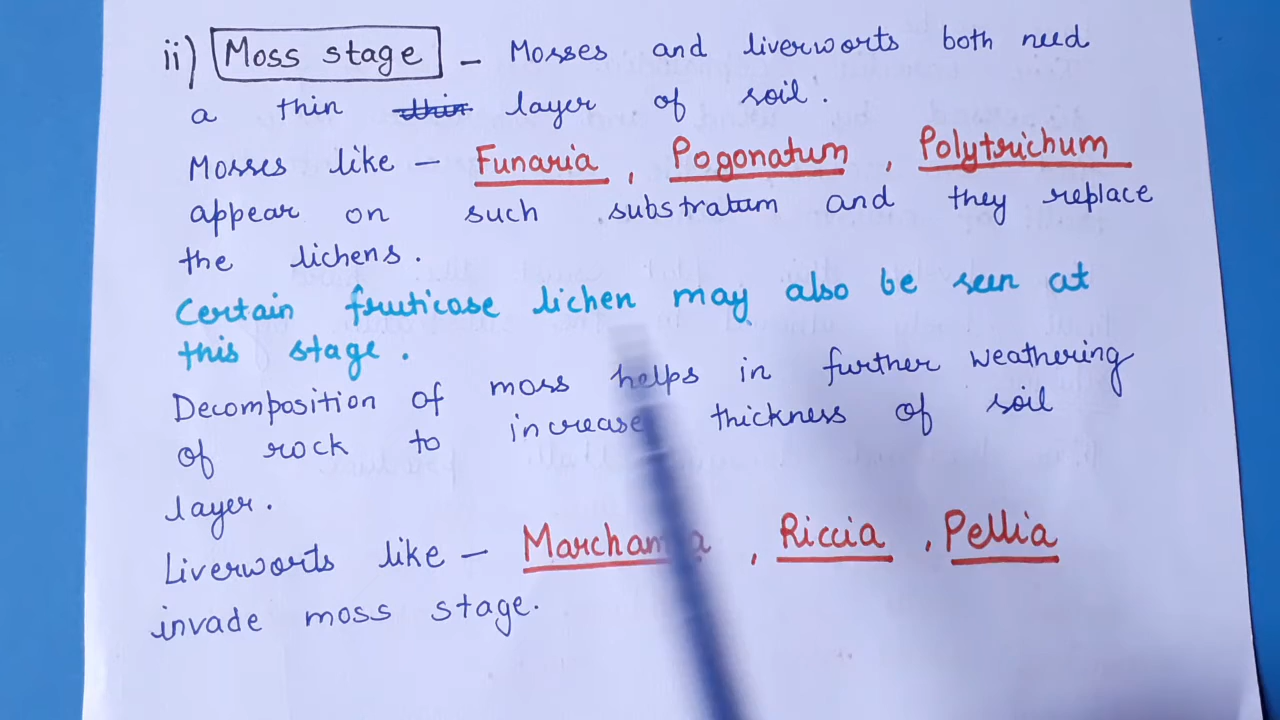 ii) Moss stage - Mosses and liverworts both need
a thin thin layer of soil.
Mosses like - Funaria, Pogonatum, Polytrichum
appear on such substratum and they replace
the lichens.
Certain fruticose lichen may also be seen at
this stage.
Decomposition of moss helps in further weathering
of rock to increase thickness of soil
layer.
Liverworts like - , Riccia, Pellia
invade moss stage.